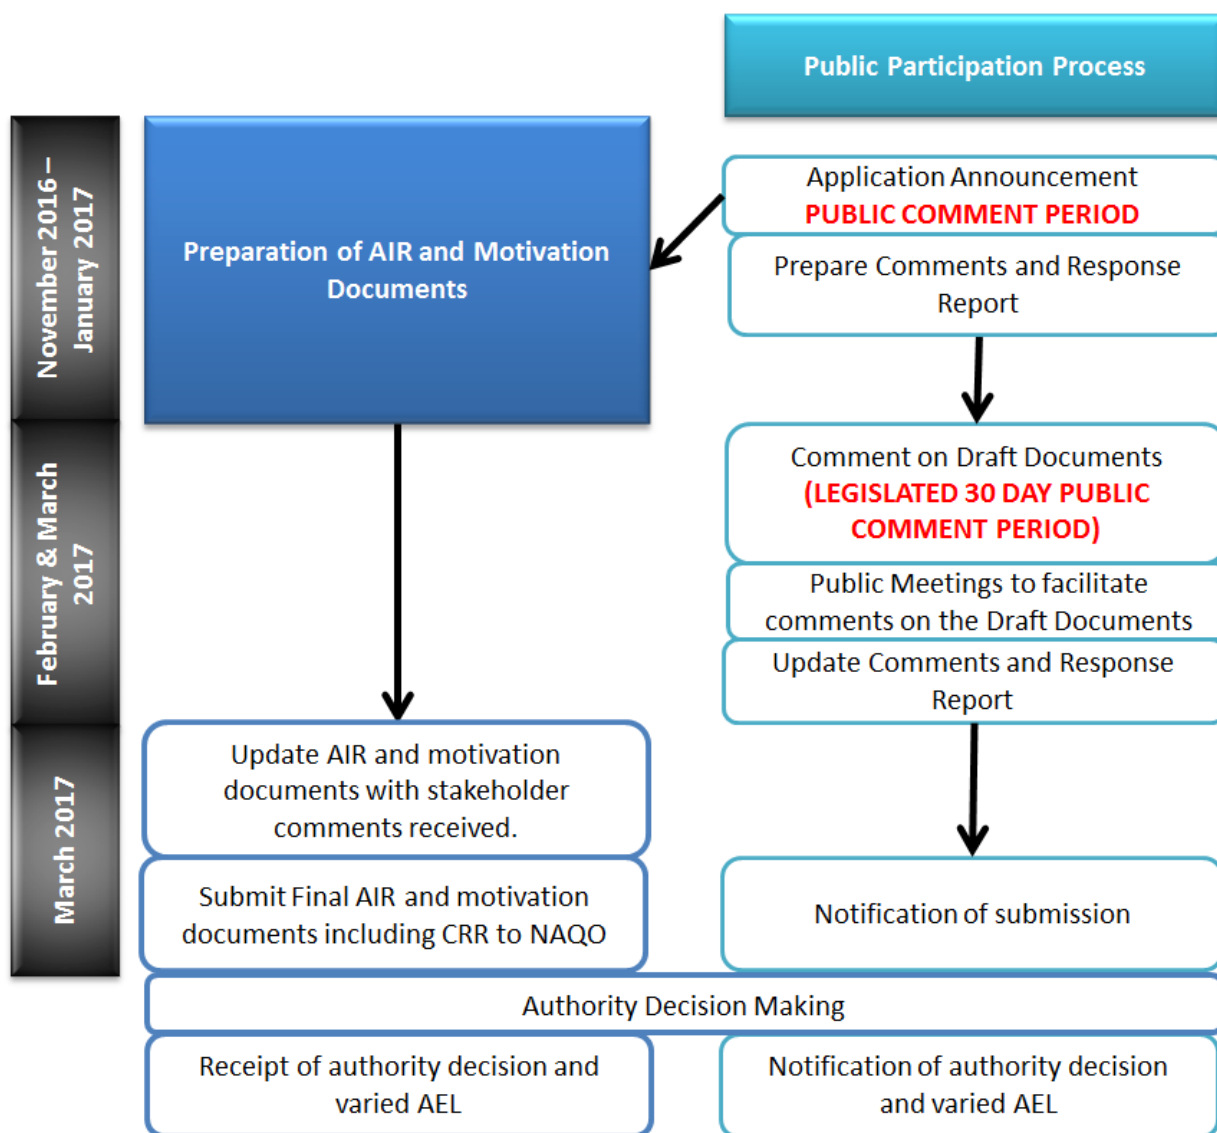 Public Participation Process
November 2016 –
January 2017
Preparation of AIR and Motivation
Documents
Application Announcement
PUBLIC COMMENT PERIOD
Prepare Comments and Response
Report
February & March
2017
Comment on Draft Documents
(LEGISLATED 30 DAY PUBLIC
COMMENT PERIOD)
Public Meetings to facilitate
comments on the Draft Documents
Update Comments and Response
Report
March 2017
Update AIR and motivation
documents with stakeholder
comments received.
Submit Final AIR and motivation
documents including CRR to NAQO
Notification of submission
Authority Decision Making
Receipt of authority decision and
varied AEL
Notification of authority decision
and varied AEL